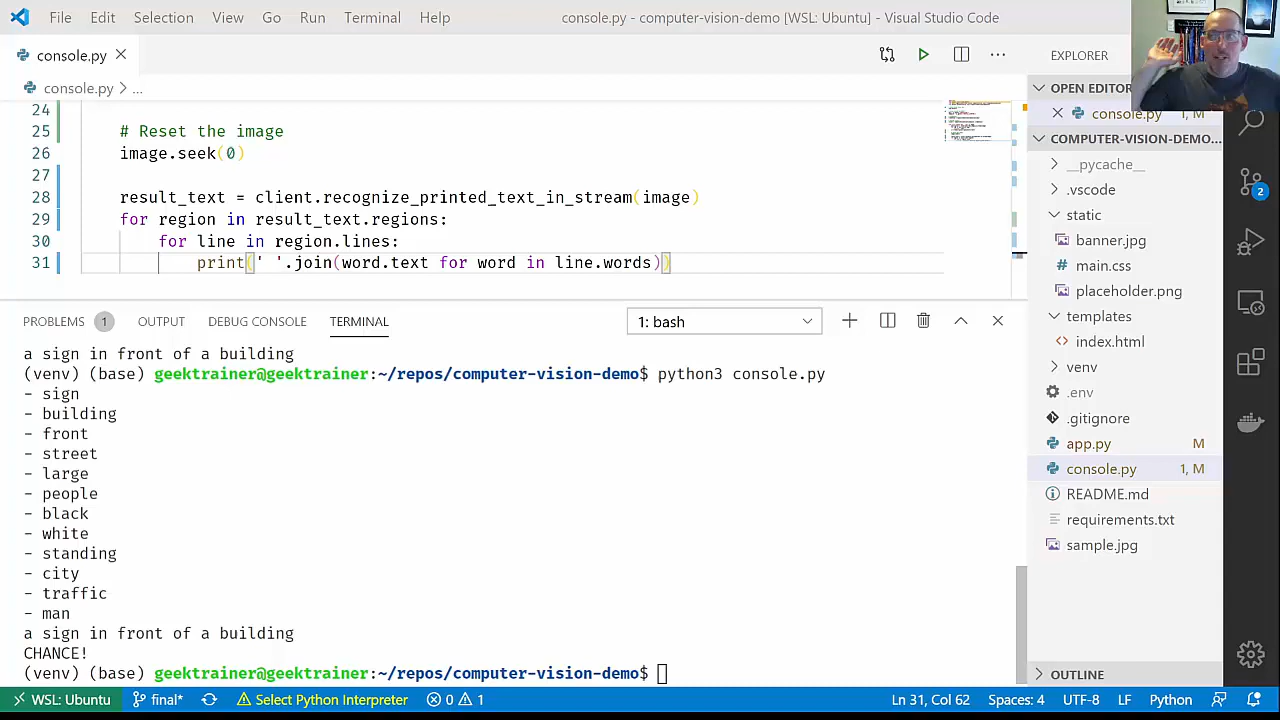 File Edit Selection View Go Run Terminal Help console.py - computer-vision-demo [WSL: Ubuntu] - Visual Studio Code
console.py
console.py > ...
24
25 # Reset the image
26 image.seek(0)
27
28 result_text = client.recognize_printed_text_in_stream(image)
29 for region in result_text.regions:
30 for line in region.lines:
31 print(' '.join(word.text for word in line.words))
PROBLEMS 1 OUTPUT DEBUG CONSOLE TERMINAL 1: bash
a sign in front of a building
(venv) (base) geektrainer@geektrainer:~/repos/computer-vision-demo$ python3 console.py
- sign
- building
- front
- street
- large
- people
- black
- white
- standing
- city
- traffic
- man
a sign in front of a building
CHANCE!
(venv) (base) geektrainer@geektrainer:~/repos/computer-vision-demo$
EXPLORER
OPEN EDITOR
console.py 1, M
COMPUTER-VISION-DEMO...
__pycache__
.vscode
static
banner.jpg
main.css
placeholder.png
templates
index.html
venv
.env
.gitignore
app.py M
console.py 1, M
README.md
requirements.txt
sample.jpg
OUTLINE
2
WSL: Ubuntu final* Select Python Interpreter 0 1 Ln 31, Col 62 Spaces: 4 UTF-8 LF Python